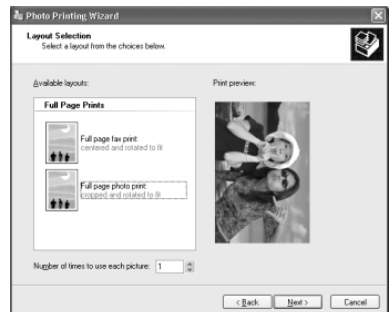 Photo Printing Wizard
Layout Selection
Select a layout from the choices below.
Available layouts:
Print preview:
Full Page Prints
Full page fax print:
centered and rotated to fit
Full page photo print:
cropped and rotated to fit
Number of times to use each picture: 1
< Back Next > Cancel